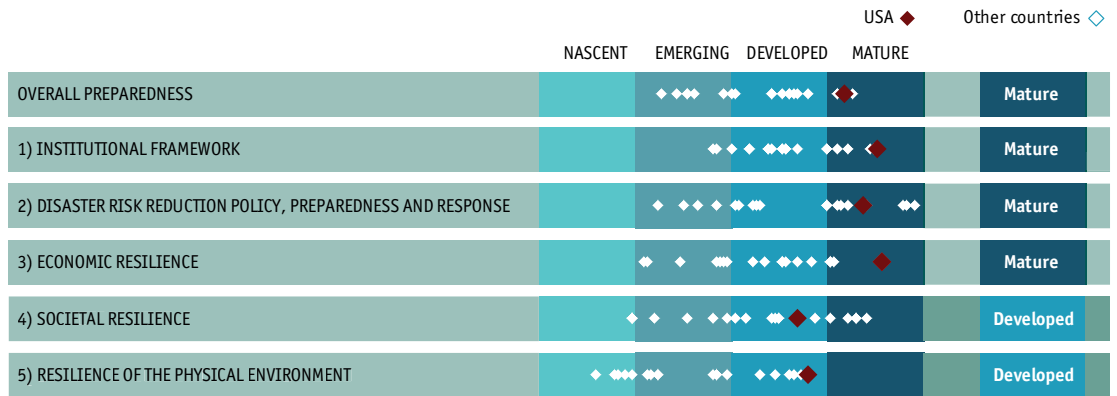 USA Other countries
NASCENT EMERGING DEVELOPED MATURE
OVERALL PREPAREDNESS Mature
1) INSTITUTIONAL FRAMEWORK Mature
2) DISASTER RISK REDUCTION POLICY, PREPAREDNESS AND RESPONSE Mature
3) ECONOMIC RESILIENCE Mature
4) SOCIETAL RESILIENCE Developed
5) RESILIENCE OF THE PHYSICAL ENVIRONMENT Developed